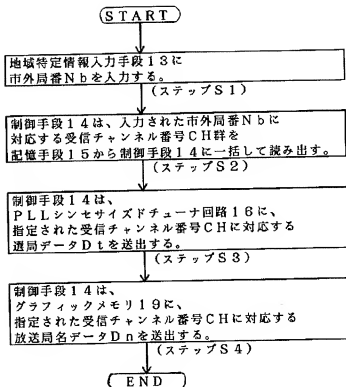 START
地域特定情報入力手段13に
市外局番Nbを入力する。
(ステップS1)
制御手段14は、入力された市外局番Nbに
対応する受信チャンネル番号CH群を
記憶手段15から制御手段14に一括して読み出す。
(ステップS2)
制御手段14は、
PLLシンセサイズドチューナ回路16に、
指定された受信チャンネル番号CHに対応する
選局データDtを送出する。
(ステップS3)
制御手段14は、
グラフィックメモリ19に、
指定された受信チャンネル番号CHに対応する
放送局名データDnを送出する。
(ステップS4)
END